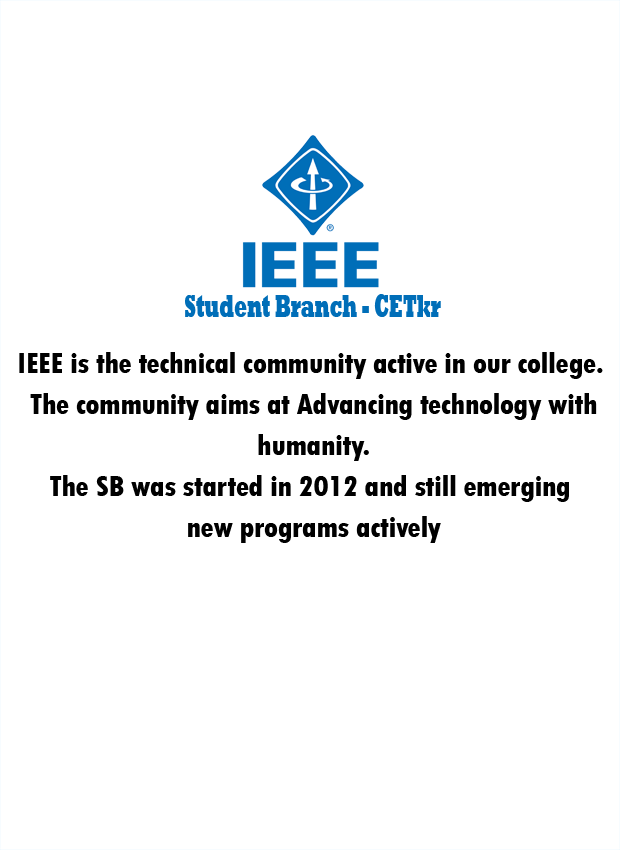 ®
IEEE
Student Branch - CETkr
IEEE is the technical community active in our college.
The community aims at Advancing technology with
humanity.
The SB was started in 2012 and still emerging
new programs actively